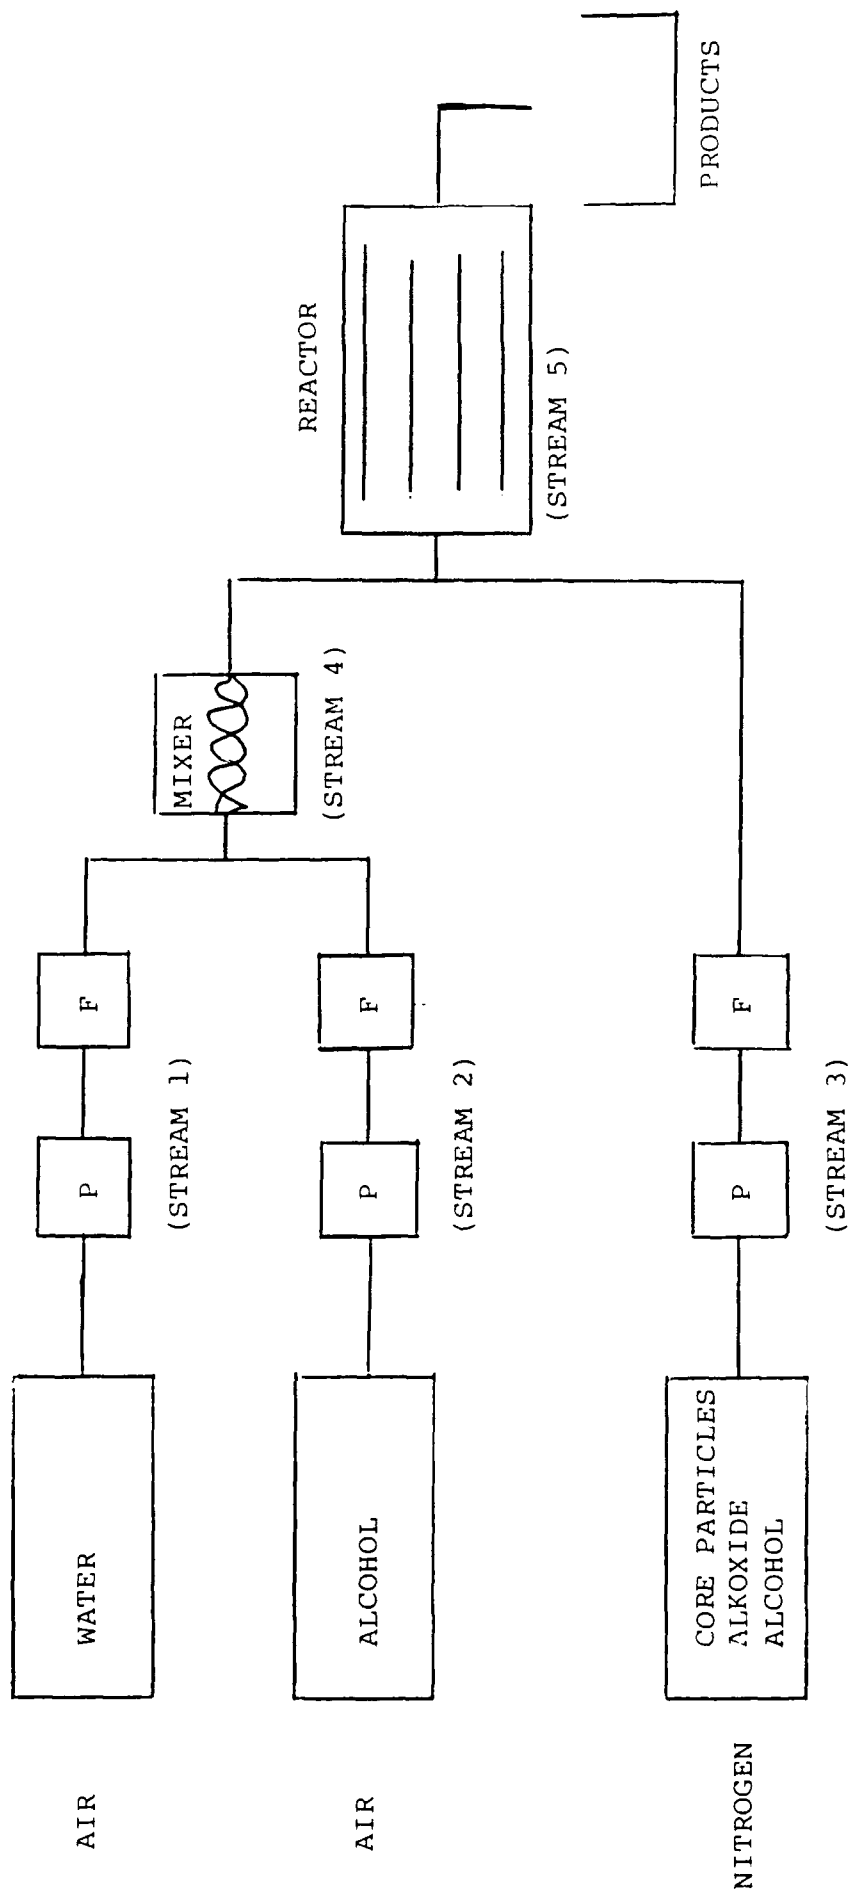 AIR
WATER
P
F
(STREAM 1)
MIXER
(STREAM 4)
AIR
ALCOHOL
P
F
(STREAM 2)
REACTOR
(STREAM 5)
PRODUCTS
NITROGEN
CORE PARTICLES
ALKOXIDE
ALCOHOL
P
F
(STREAM 3)